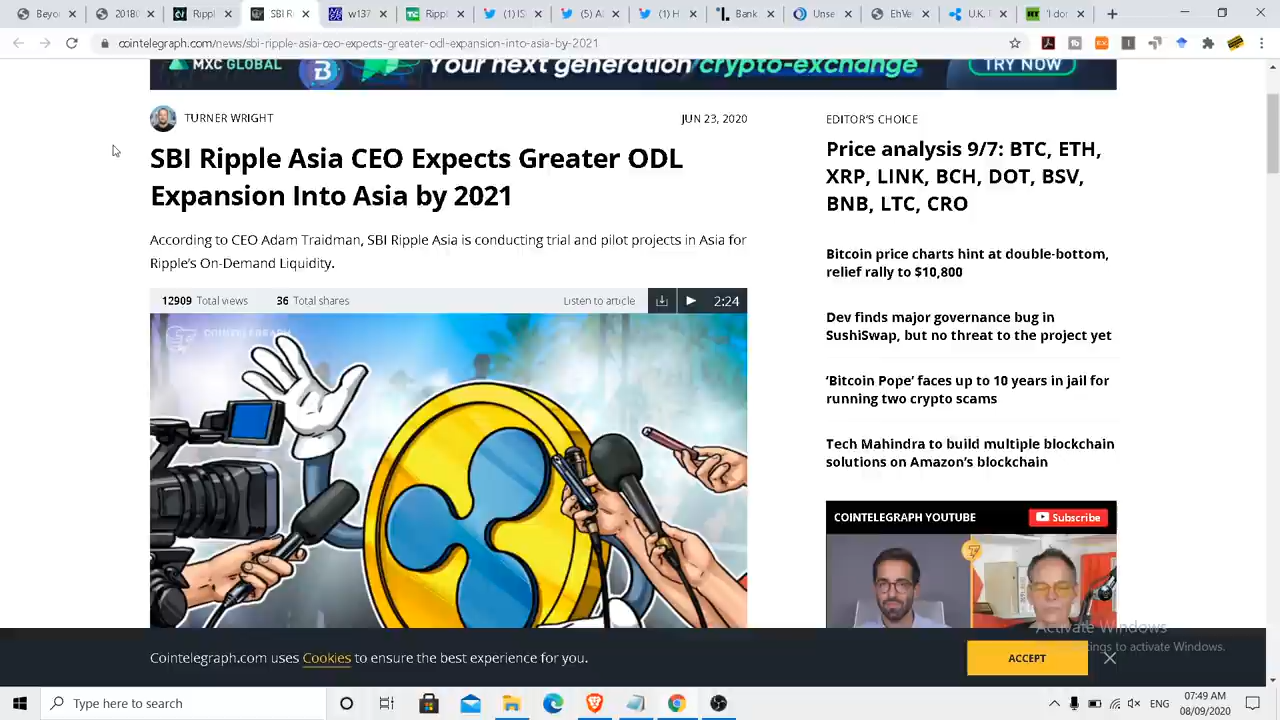 Beyo
201BC
SBI R
w137
Rippl
(1)
(5)
(1)
Bank
Unse
EhVe
U.K.
1 dor
cointelegraph.com/news/sbi-ripple-asia-ceo-expects-greater-odl-expansion-into-asia-by-2021
MXC GLOBAL
Your next generation crypto-exchange
TRY NOW
TURNER WRIGHT
JUN 23, 2020
SBI Ripple Asia CEO Expects Greater ODL
Expansion Into Asia by 2021
According to CEO Adam Traidman, SBI Ripple Asia is conducting trial and pilot projects in Asia for
Ripple's On-Demand Liquidity.
12909 Total views
36 Total shares
Listen to article
2:24
COINTELEGRAPH
EDITOR'S CHOICE
Price analysis 9/7: BTC, ETH,
XRP, LINK, BCH, DOT, BSV,
BNB, LTC, CRO
Bitcoin price charts hint at double-bottom,
relief rally to $10,800
Dev finds major governance bug in
SushiSwap, but no threat to the project yet
‘Bitcoin Pope’ faces up to 10 years in jail for
running two crypto scams
Tech Mahindra to build multiple blockchain
solutions on Amazon’s blockchain
COINTELEGRAPH YOUTUBE
Subscribe
Activate Windows
ings to activate Windows.
Cointelegraph.com uses Cookies to ensure the best experience for you.
ACCEPT
Type here to search
ENG
07:49 AM
08/09/2020